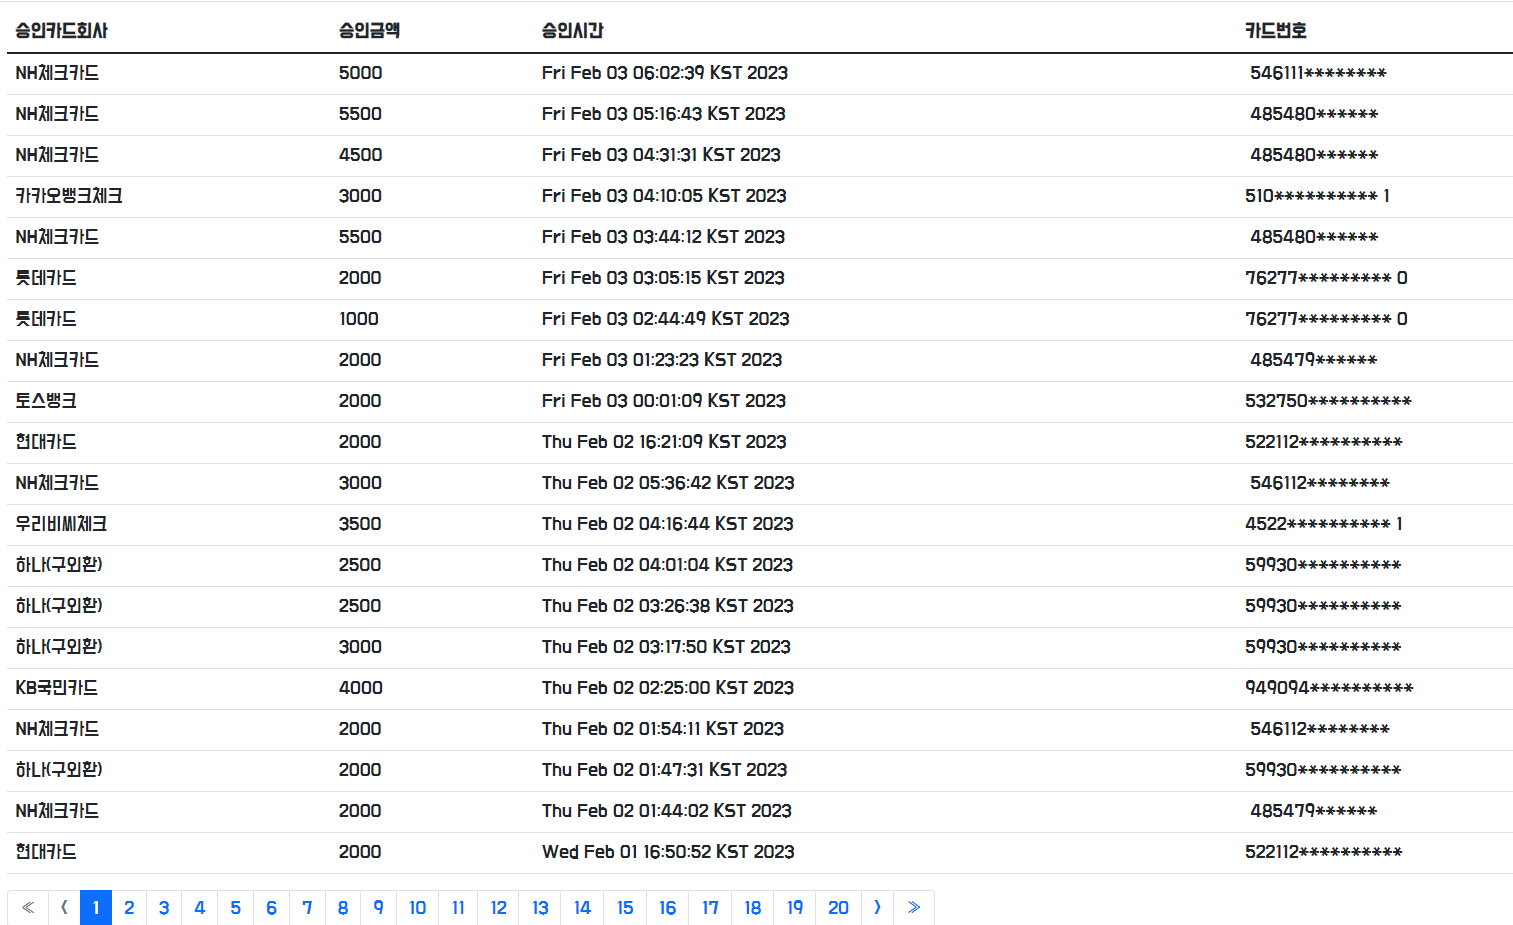 승인카드회사 승인금액 승인시간 카드번호
NH체크카드 5000 Fri Feb 03 06:02:39 KST 2023 546111********
NH체크카드 5500 Fri Feb 03 05:16:43 KST 2023 485480******
NH체크카드 4500 Fri Feb 03 04:31:31 KST 2023 485480******
카카오뱅크체크 3000 Fri Feb 03 04:10:05 KST 2023 510********** 1
NH체크카드 5500 Fri Feb 03 03:44:12 KST 2023 485480******
롯데카드 2000 Fri Feb 03 03:05:15 KST 2023 76277********* 0
롯데카드 1000 Fri Feb 03 02:44:49 KST 2023 76277********* 0
NH체크카드 2000 Fri Feb 03 01:23:23 KST 2023 485479******
토스뱅크 2000 Fri Feb 03 00:01:09 KST 2023 532750**********
현대카드 2000 Thu Feb 02 16:21:09 KST 2023 522112**********
NH체크카드 3000 Thu Feb 02 05:36:42 KST 2023 546112********
우리비씨체크 3500 Thu Feb 02 04:16:44 KST 2023 4522********** 1
하나(구외환) 2500 Thu Feb 02 04:01:04 KST 2023 59930**********
하나(구외환) 2500 Thu Feb 02 03:26:38 KST 2023 59930**********
하나(구외환) 3000 Thu Feb 02 03:17:50 KST 2023 59930**********
KB국민카드 4000 Thu Feb 02 02:25:00 KST 2023 949094**********
NH체크카드 2000 Thu Feb 02 01:54:11 KST 2023 546112********
하나(구외환) 2000 Thu Feb 02 01:47:31 KST 2023 59930**********
NH체크카드 2000 Thu Feb 02 01:44:02 KST 2023 485479******
현대카드 2000 Wed Feb 01 16:50:52 KST 2023 522112**********
≪ ⟨ 1 2 3 4 5 6 7 8 9 10 11 12 13 14 15 16 17 18 19 20 ⟩ ≫